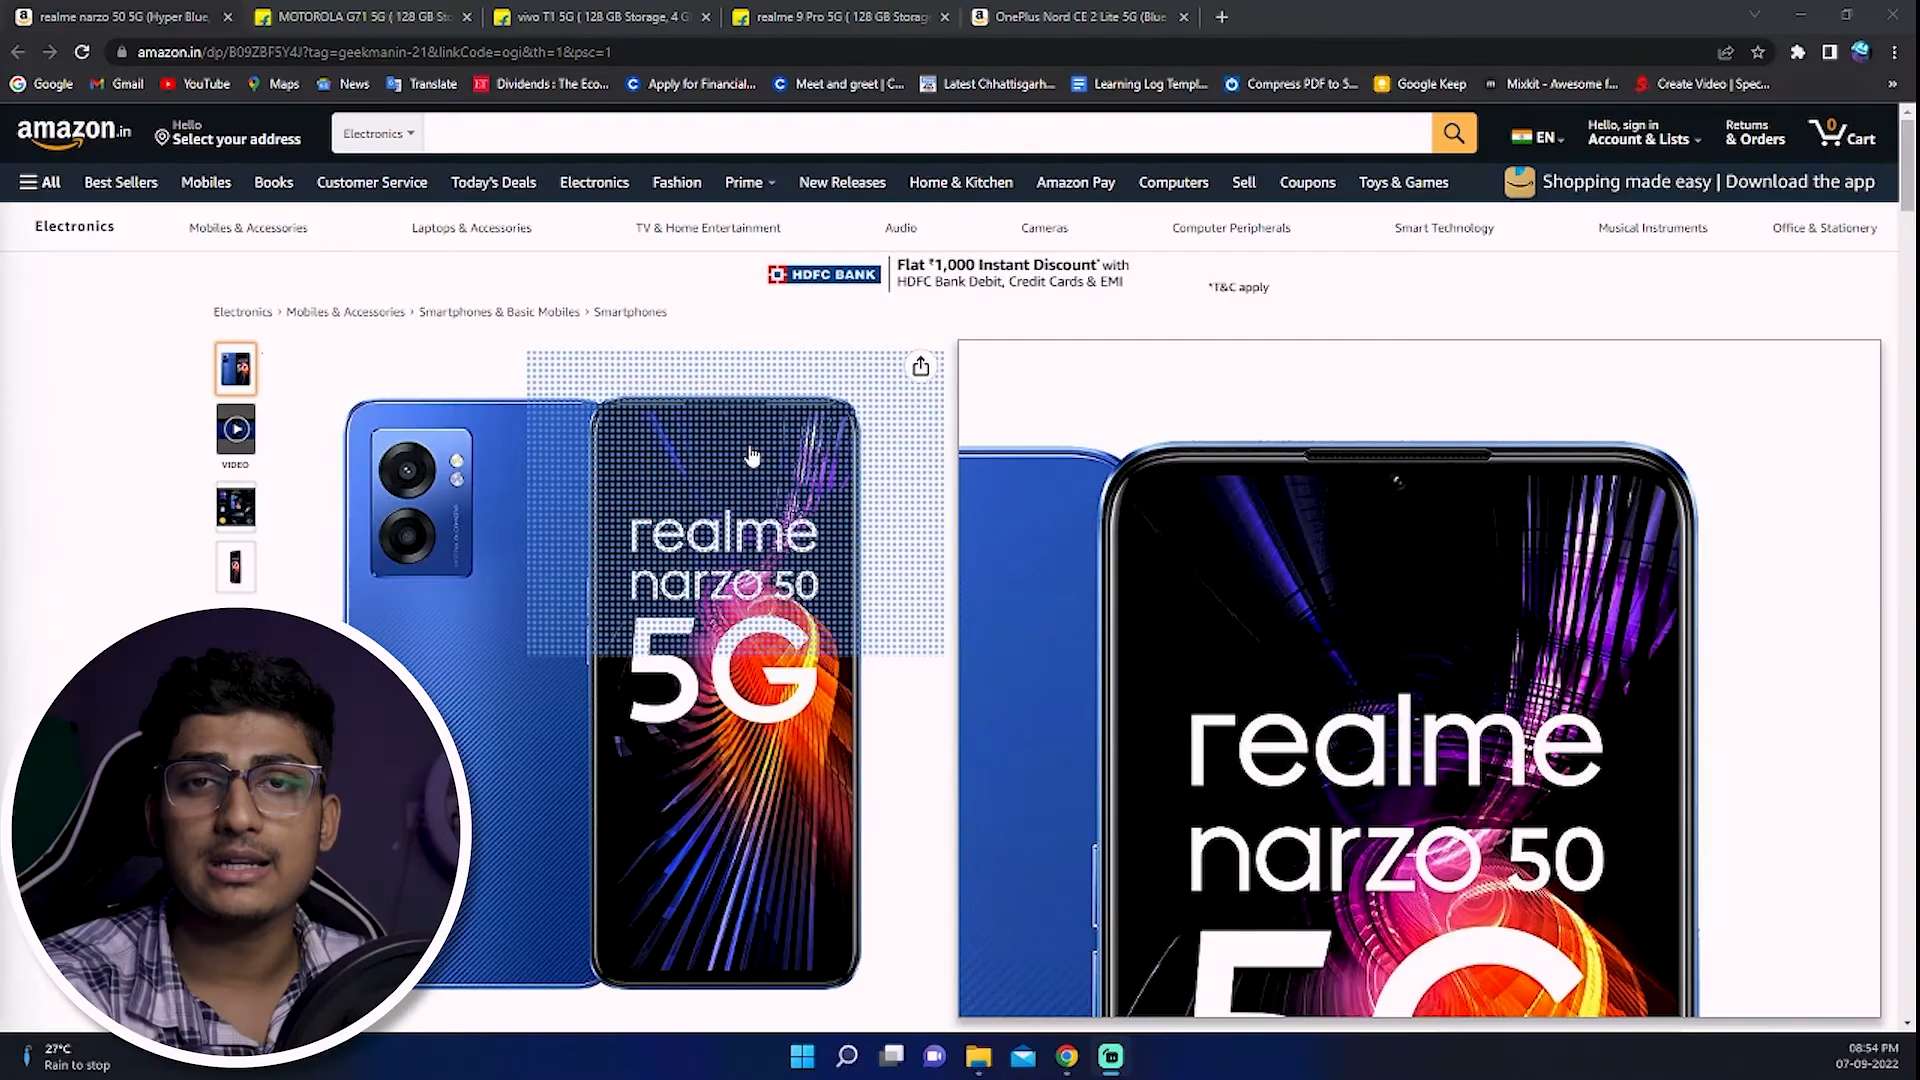 realme narzo 50 5G (Hyper Blue,
MOTOROLA G71 5G ( 128 GB Sto
vivo T1 5G ( 128 GB Storage, 4 G
realme 9 Pro 5G ( 128 GB Storag
OnePlus Nord CE 2 Lite 5G (Blue
amazon.in/dp/B09ZBF5Y4J?tag=geekmanin-21&linkCode=ogi&th=1&psc=1
Google
Gmail
YouTube
Maps
News
Translate
Dividends : The Eco...
Apply for Financial...
Meet and greet | C...
Latest Chhattisgarh...
Learning Log Templ...
Compress PDF to 5...
Google Keep
Mixkit - Awesome f...
Create Video | Spec...
»
amazon.in
Hello
Select your address
Electronics
EN
Hello, sign in
Account & Lists
Returns
& Orders
0
Cart
All
Best Sellers
Mobiles
Books
Customer Service
Today's Deals
Electronics
Fashion
Prime
New Releases
Home & Kitchen
Amazon Pay
Computers
Sell
Coupons
Toys & Games
Shopping made easy | Download the app
Electronics
Mobiles & Accessories
Laptops & Accessories
TV & Home Entertainment
Audio
Cameras
Computer Peripherals
Smart Technology
Musical Instruments
Office & Stationery
HDFC BANK
Flat ₹1,000 Instant Discount* with
HDFC Bank Debit, Credit Cards & EMI
*T&C apply
Electronics › Mobiles & Accessories › Smartphones & Basic Mobiles › Smartphones
VIDEO
realme
narzo 50
5G
realme
narzo 50
5G
27°C
Rain to stop
08:54 PM
07-09-2022